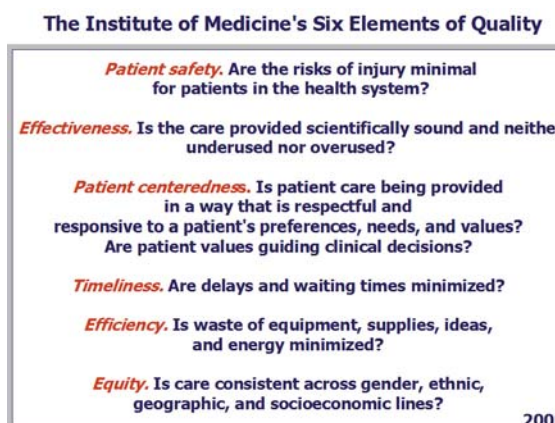 The Institute of Medicine's Six Elements of Quality
Patient safety. Are the risks of injury minimal
for patients in the health system?
Effectiveness. Is the care provided scientifically sound and neithe
underused nor overused?
Patient centeredness. Is patient care being provided
in a way that is respectful and
responsive to a patient's preferences, needs, and values?
Are patient values guiding clinical decisions?
Timeliness. Are delays and waiting times minimized?
Efficiency. Is waste of equipment, supplies, ideas,
and energy minimized?
Equity. Is care consistent across gender, ethnic,
geographic, and socioeconomic lines?
200